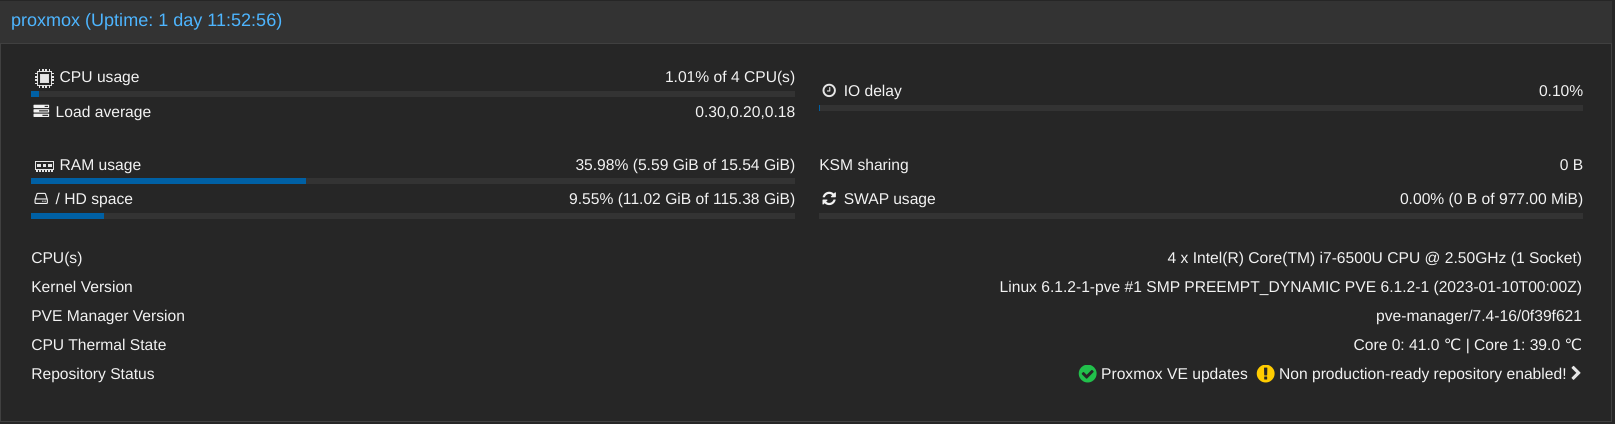 proxmox (Uptime: 1 day 11:52:56)
CPU usage 1.01% of 4 CPU(s)
IO delay 0.10%
Load average 0.30,0.20,0.18
RAM usage 35.98% (5.59 GiB of 15.54 GiB)
KSM sharing 0 B
/ HD space 9.55% (11.02 GiB of 115.38 GiB)
SWAP usage 0.00% (0 B of 977.00 MiB)
CPU(s) 4 x Intel(R) Core(TM) i7-6500U CPU @ 2.50GHz (1 Socket)
Kernel Version Linux 6.1.2-1-pve #1 SMP PREEMPT_DYNAMIC PVE 6.1.2-1 (2023-01-10T00:00Z)
PVE Manager Version pve-manager/7.4-16/0f39f621
CPU Thermal State Core 0: 41.0 ℃ | Core 1: 39.0 ℃
Repository Status Proxmox VE updates Non production-ready repository enabled!